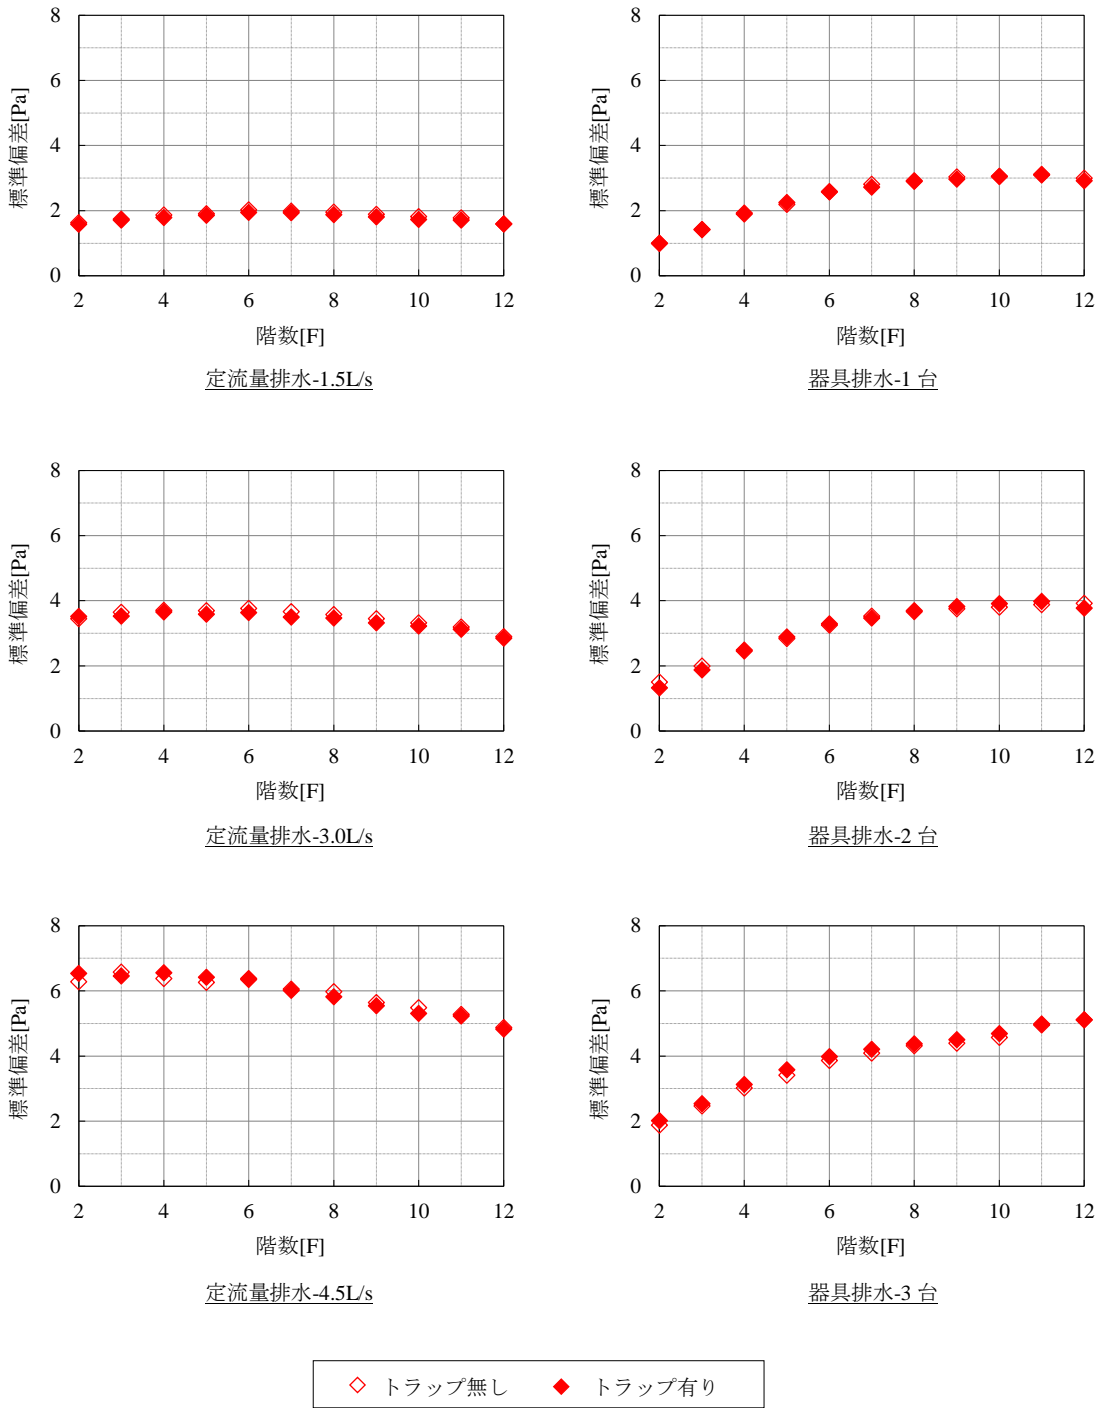 8
6
4
2
0
標準偏差[Pa]
2 4 6 8 10 12
階数[F]
定流量排水-1.5L/s
8
6
4
2
0
標準偏差[Pa]
2 4 6 8 10 12
階数[F]
器具排水-1 台
8
6
4
2
0
標準偏差[Pa]
2 4 6 8 10 12
階数[F]
定流量排水-3.0L/s
8
6
4
2
0
標準偏差[Pa]
2 4 6 8 10 12
階数[F]
器具排水-2 台
8
6
4
2
0
標準偏差[Pa]
2 4 6 8 10 12
階数[F]
定流量排水-4.5L/s
8
6
4
2
0
標準偏差[Pa]
2 4 6 8 10 12
階数[F]
器具排水-3 台
トラップ無し トラップ有り